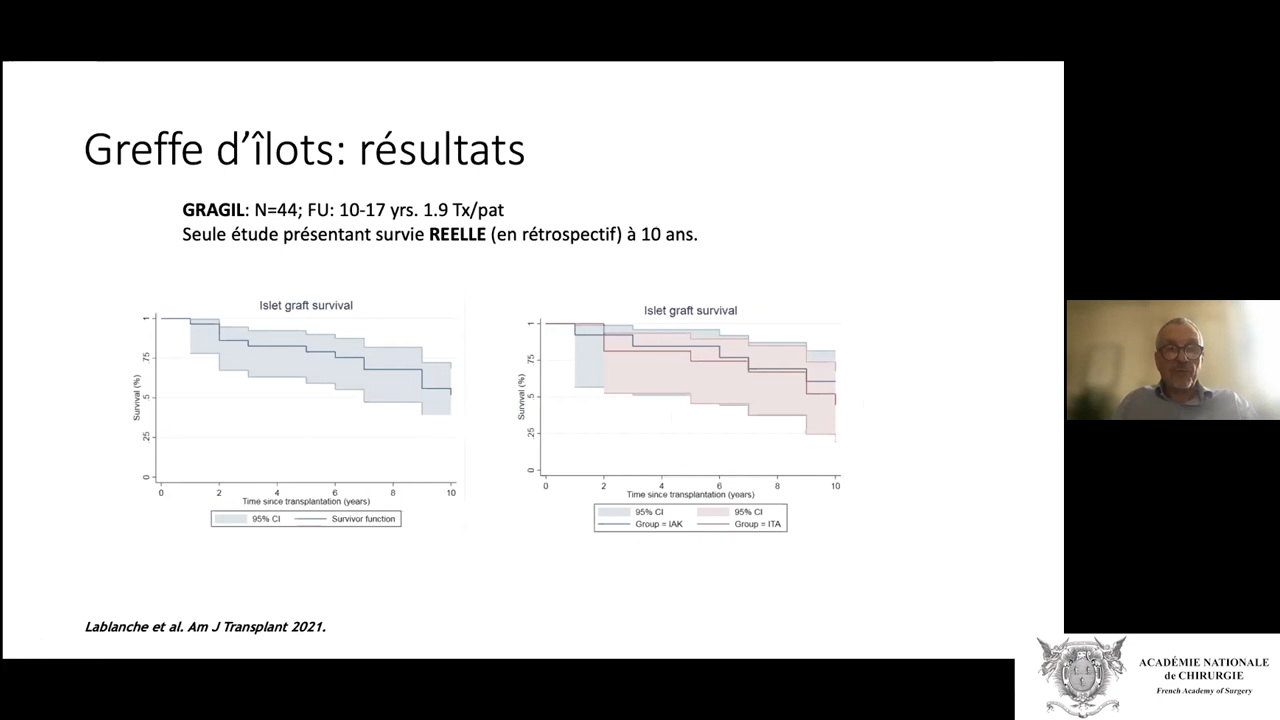 Greffe d’îlots: résultats
GRAGIL: N=44; FU: 10-17 yrs. 1.9 Tx/pat
Seule étude présentant survie REELLE (en rétrospectif) à 10 ans.
Islet graft survival
Survival (%)
1
.75
.5
.25
0
0 2 4 6 8 10
Time since transplantation (years)
95% CI Survivor function
Islet graft survival
Survival (%)
1
.75
.5
.25
0
0 2 4 6 8 10
Time since transplantation (years)
95% CI 95% CI
Group = IAK Group = ITA
Lablanche et al. Am J Transplant 2021.
ACADÉMIE NATIONALE
de CHIRURGIE
French Academy of Surgery